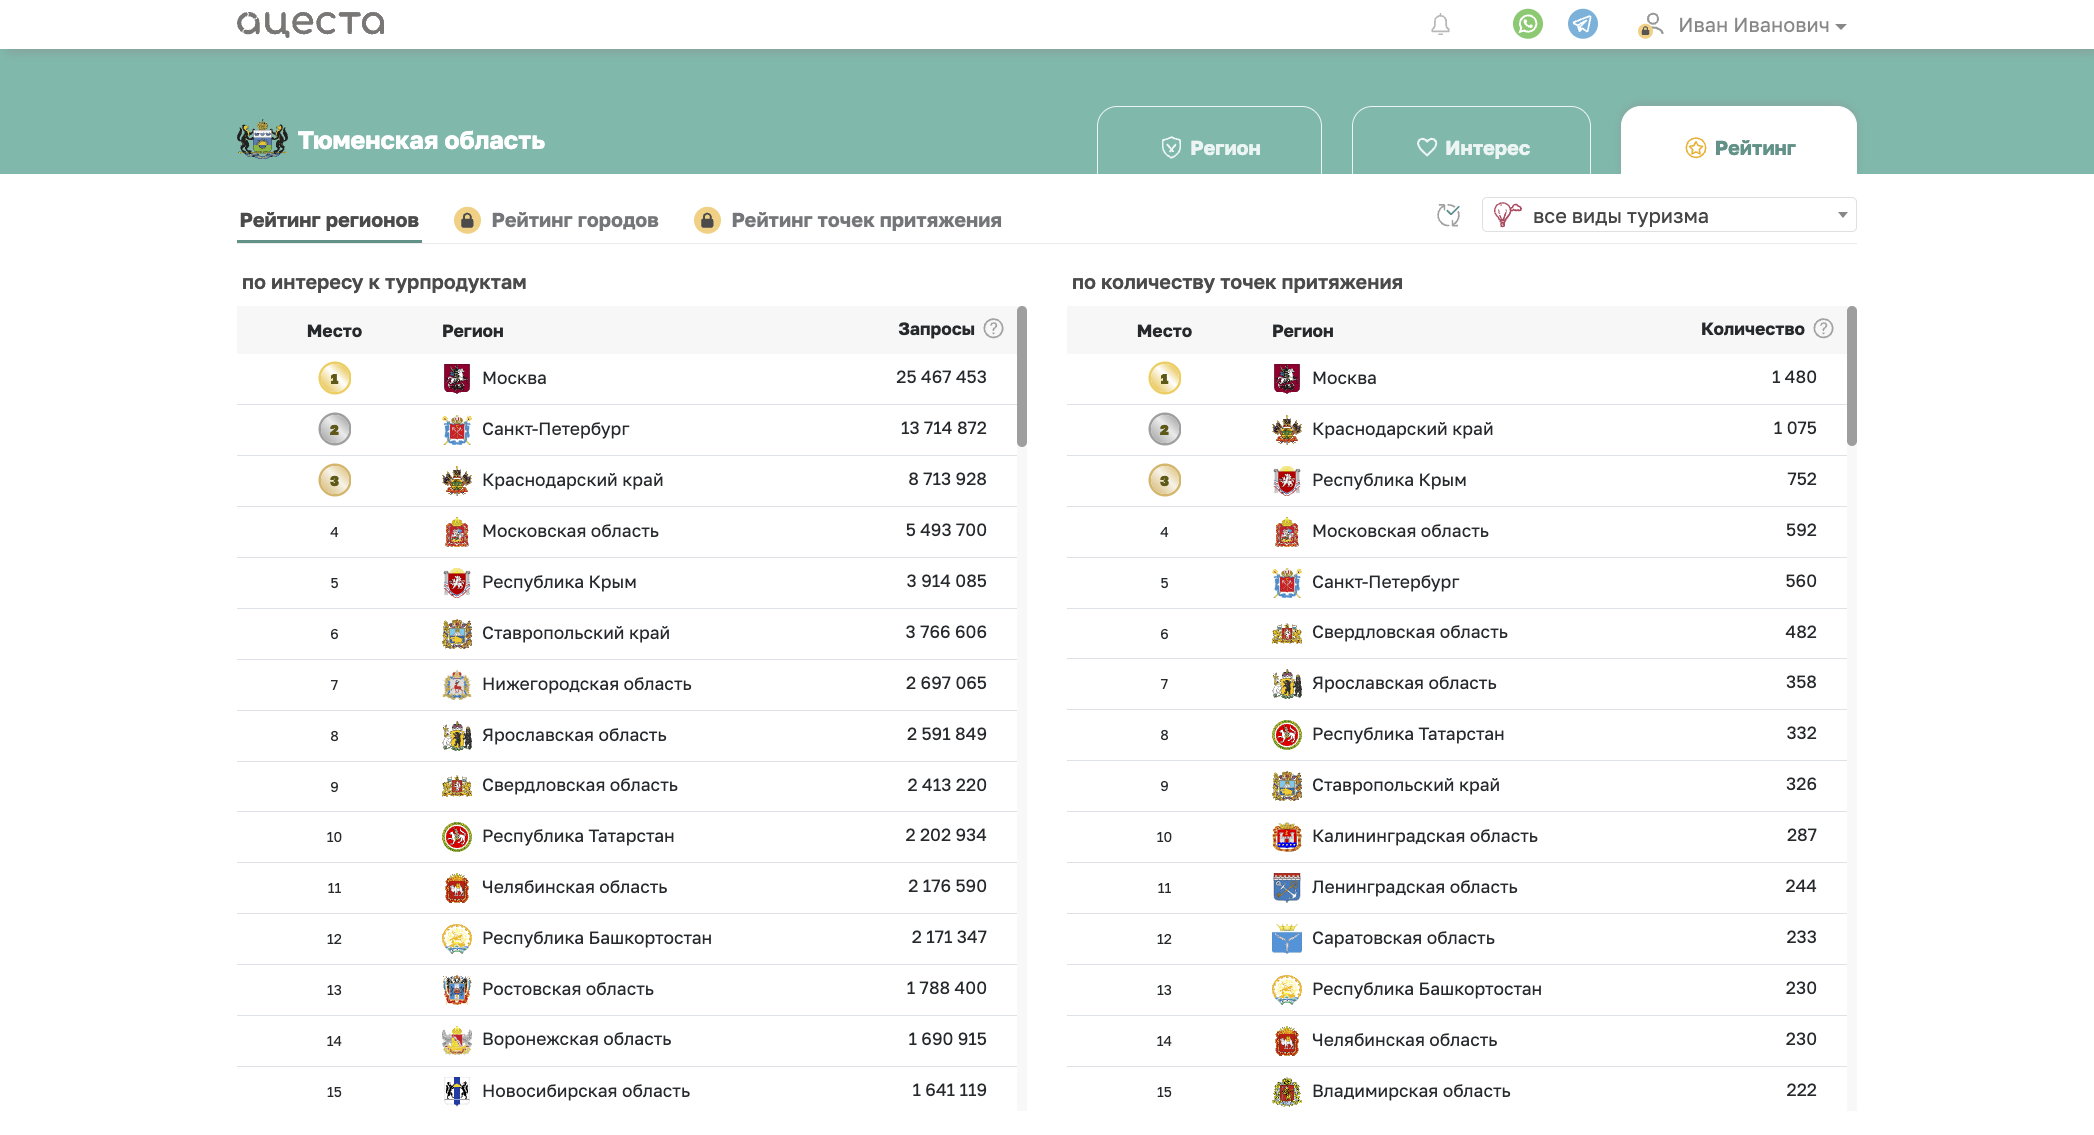 ацеста
Иван Иванович
Тюменская область
Регион
Интерес
Рейтинг
Рейтинг регионов
Рейтинг городов
Рейтинг точек притяжения
все виды туризма
по интересу к турпродуктам
Место Регион Запросы ?
1 Москва 25 467 453
2 Санкт-Петербург 13 714 872
3 Краснодарский край 8 713 928
4 Московская область 5 493 700
5 Республика Крым 3 914 085
6 Ставропольский край 3 766 606
7 Нижегородская область 2 697 065
8 Ярославская область 2 591 849
9 Свердловская область 2 413 220
10 Республика Татарстан 2 202 934
11 Челябинская область 2 176 590
12 Республика Башкортостан 2 171 347
13 Ростовская область 1 788 400
14 Воронежская область 1 690 915
15 Новосибирская область 1 641 119
по количеству точек притяжения
Место Регион Количество ?
1 Москва 1 480
2 Краснодарский край 1 075
3 Республика Крым 752
4 Московская область 592
5 Санкт-Петербург 560
6 Свердловская область 482
7 Ярославская область 358
8 Республика Татарстан 332
9 Ставропольский край 326
10 Калининградская область 287
11 Ленинградская область 244
12 Саратовская область 233
13 Республика Башкортостан 230
14 Челябинская область 230
15 Владимирская область 222